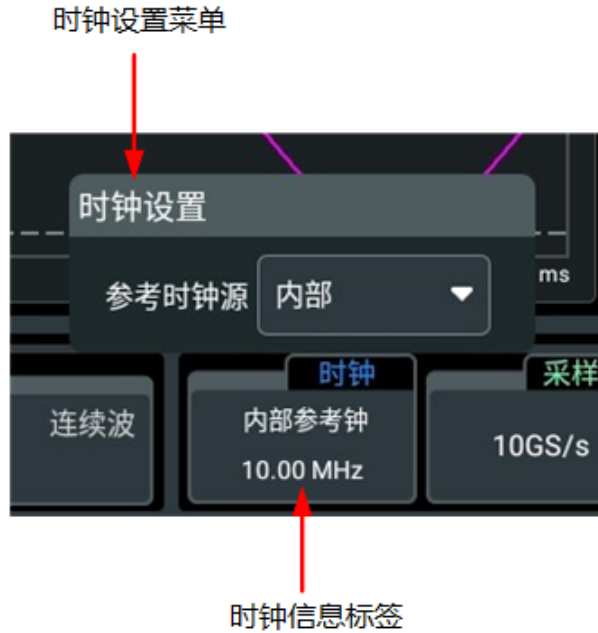 时钟设置菜单
时钟设置
参考时钟源 内部
ms
时钟
采样
连续波
内部参考钟
10.00 MHz
10GS/s
时钟信息标签